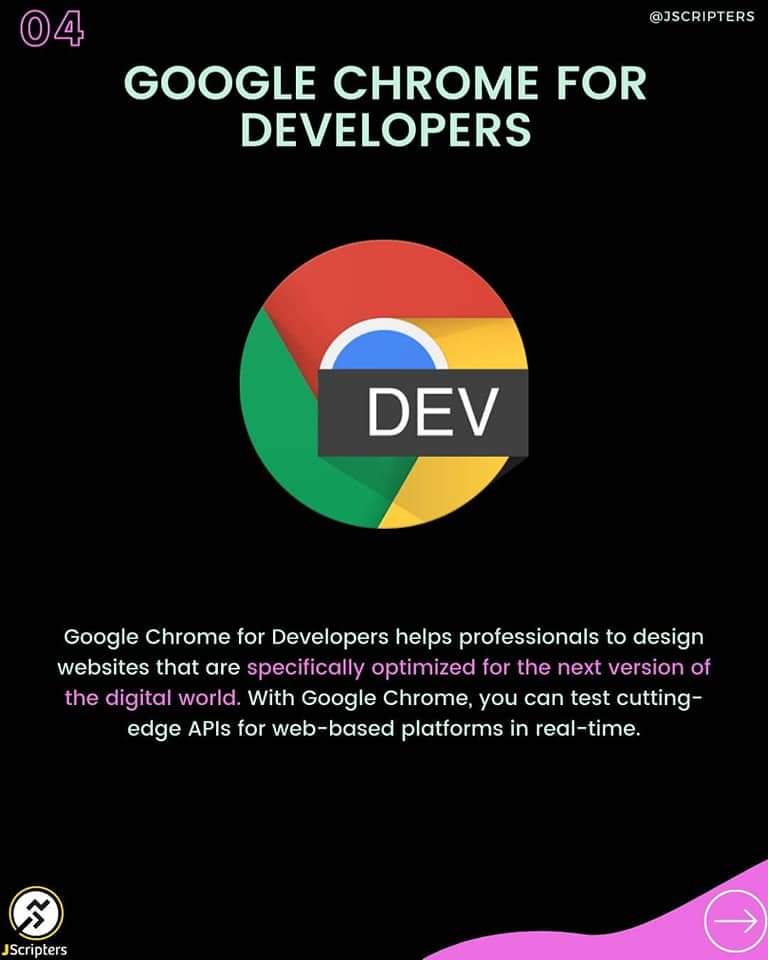 04
@JSCRIPTERS
GOOGLE CHROME FOR
DEVELOPERS
DEV
Google Chrome for Developers helps professionals to design
websites that are specifically optimized for the next version of
the digital world. With Google Chrome, you can test cutting-
edge APIs for web-based platforms in real-time.
JScripters